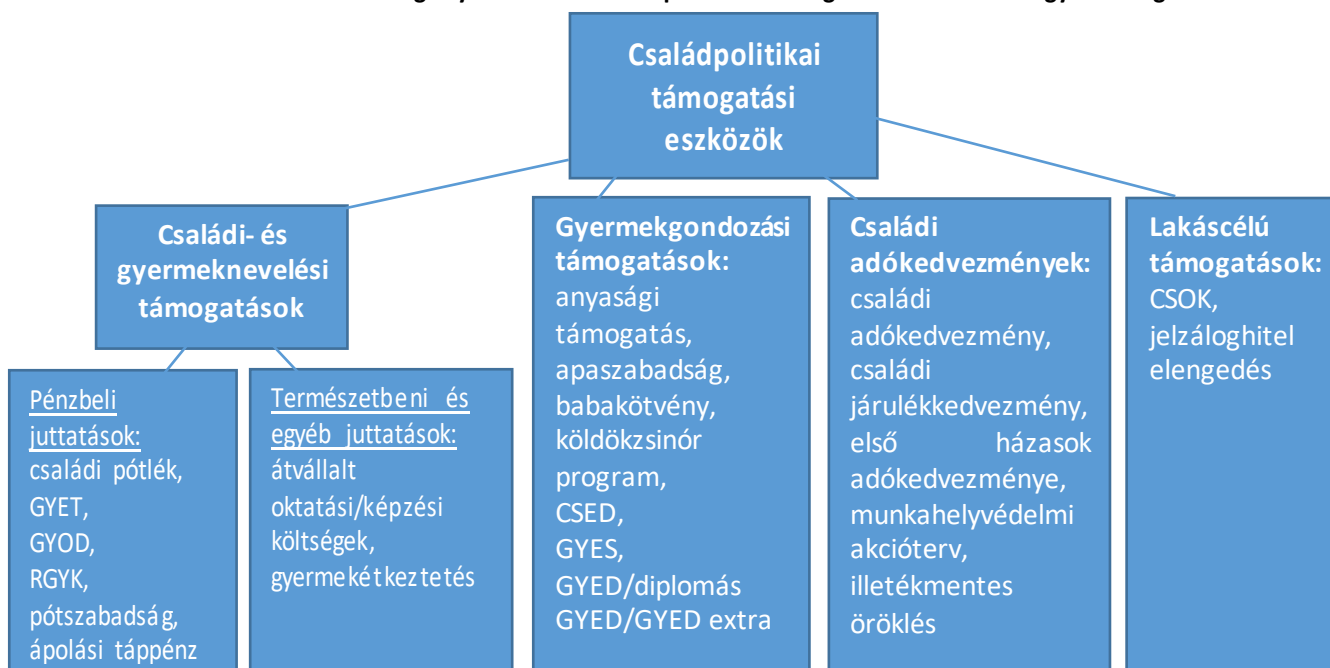 Családpolitikai
támogatási
eszközök
Családi- és
gyermeknevelési
támogatások
Pénzbeli
juttatások:
családi pótlék,
GYET,
GYOD,
RGYK,
pótszabadság,
ápolási táppénz
Természetbeni és
egyéb juttatások:
átvállalt
oktatási/képzési
költségek,
gyermekétkeztetés
Gyermekgondozási
támogatások:
anyasági
támogatás,
apaszabadság,
babakötvény,
köldökzsinór
program,
CSED,
GYES,
GYED/diplomás
GYED/GYED extra
Családi
adókedvezmények:
családi
adókedvezmény,
családi
járulékkedvezmény,
első házasok
adókedvezménye,
munkahelyvédelmi
akcióterv,
illetékmentes
öröklés
Lakáscélú
támogatások:
CSOK,
jelzáloghitel
elengedés